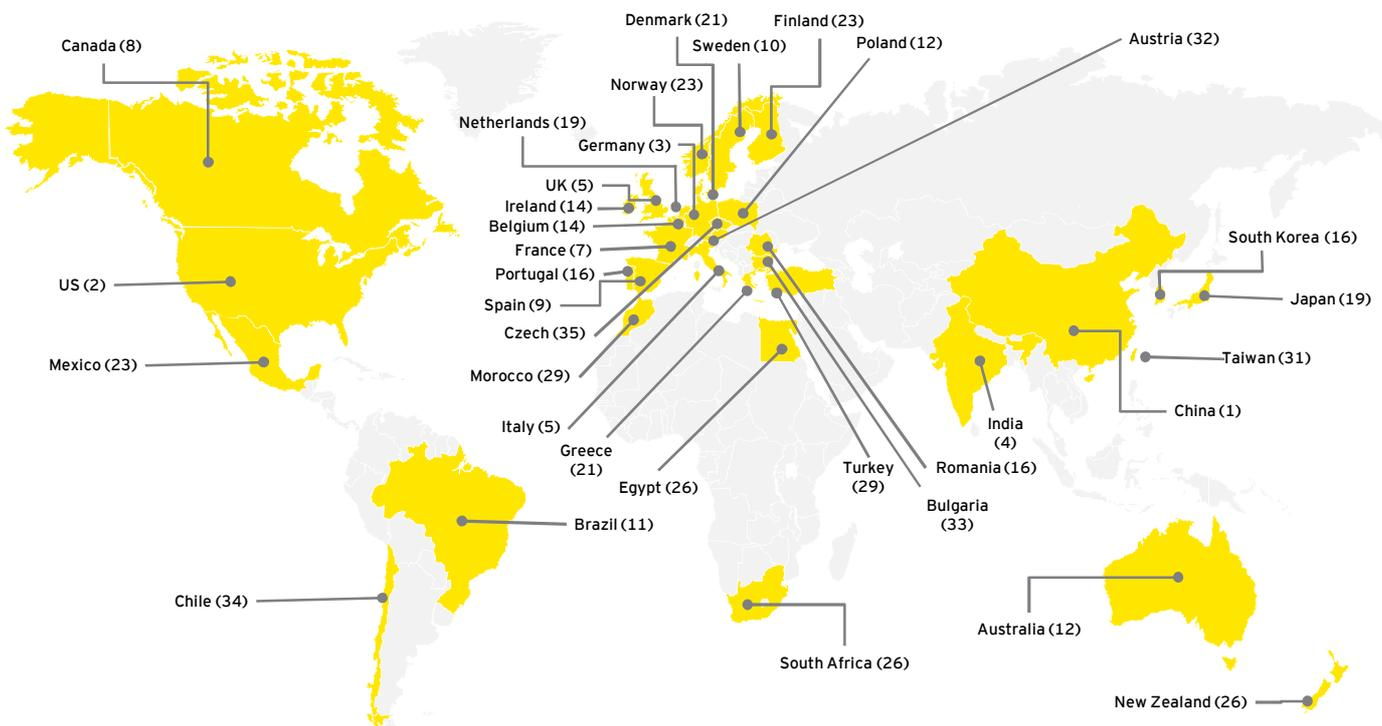 Denmark (21)
Finland (23)
Canada (8)
Sweden (10)
Poland (12)
Austria (32)
Norway (23)
Netherlands (19)
Germany (3)
UK (5)
Ireland (14)
Belgium (14)
France (7)
Portugal (16)
Spain (9)
Czech (35)
Morocco (29)
Italy (5)
Greece
(21)
Egypt (26)
US (2)
Mexico (23)
South Korea (16)
Japan (19)
Taiwan (31)
China (1)
India
(4)
Romania (16)
Turkey
(29)
Bulgaria
(33)
Brazil (11)
Chile (34)
South Africa (26)
Australia (12)
New Zealand (26)